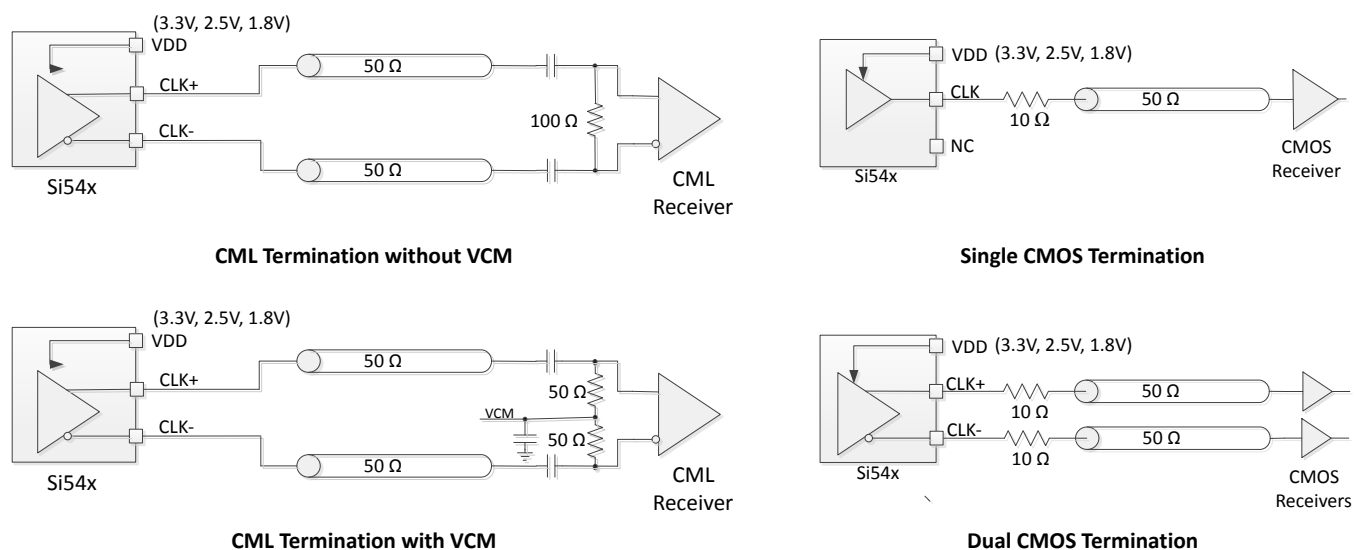 (3.3V, 2.5V, 1.8V)
VDD
CLK+
50 Ω
100 Ω
CLK-
50 Ω
Si54x
CML
Receiver
CML Termination without VCM
VDD (3.3V, 2.5V, 1.8V)
CLK
10 Ω
50 Ω
NC
Si54x
CMOS
Receiver
Single CMOS Termination
(3.3V, 2.5V, 1.8V)
VDD
CLK+
50 Ω
50 Ω
VCM
50 Ω
CLK-
50 Ω
Si54x
CML
Receiver
CML Termination with VCM
VDD (3.3V, 2.5V, 1.8V)
CLK+
10 Ω
50 Ω
CLK-
10 Ω
50 Ω
Si54x
CMOS
Receivers
Dual CMOS Termination